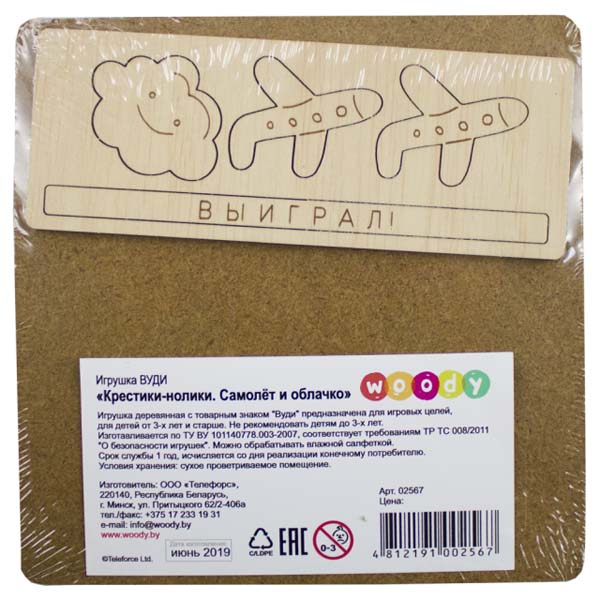 ВЫИГРАЛ!
Игрушка ВУДИ
«Крестики-нолики. Самолёт и облачко»
woody
Игрушка деревянная с товарным знаком "Вуди" предназначена для игровых целей,
для детей от 3-х лет и старше. Не рекомендовать детям до 3-х лет.
Изготавливается по ТУ BY 101140778.003-2007, соответствует требованиям ТР ТС 008/2011
"О безопасности игрушек". Можно обрабатывать влажной салфеткой.
Срок службы 1 год, исчисляется со дня реализации конечному потребителю.
Условия хранения: сухое проветриваемое помещение.
Изготовитель: ООО «Телефорс»,
220140, Республика Беларусь,
г. Минск, ул. Притыцкого 62/2-406а
тел./факс: +375 17 233 19 31
e-mail: info@woody.by
www.woody.by
©Teleforce Ltd.
Дата изготовления:
июнь 2019
C/LDPE
EAC
0-3
Арт. 02567
Цена:
4 812191 002567